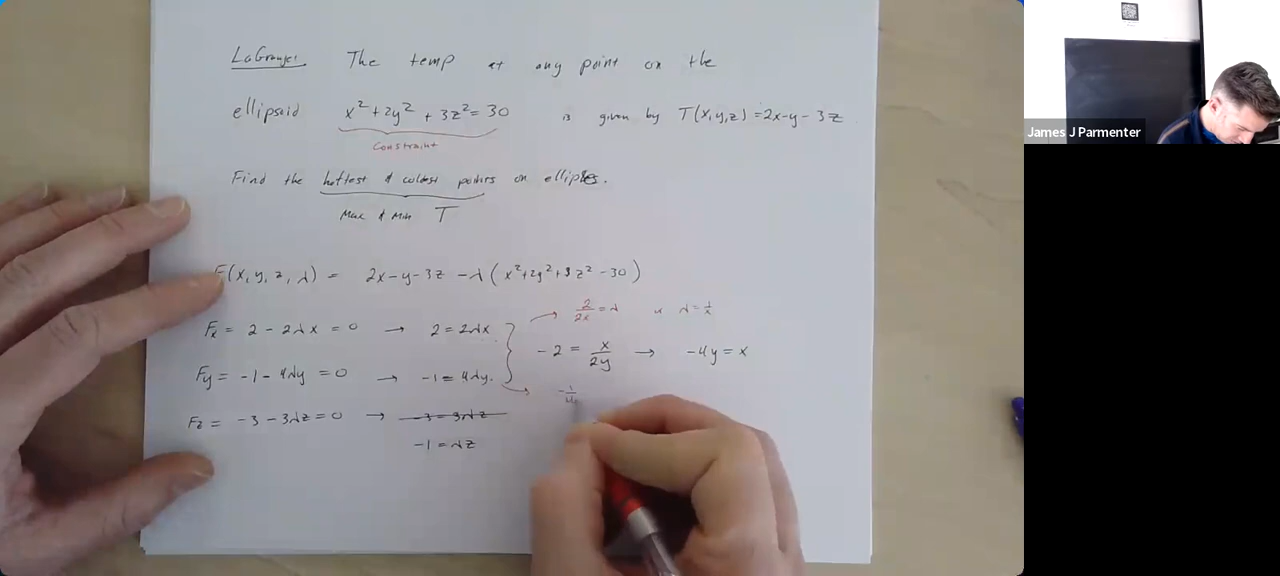 LaGrange: The temp at any point on the
ellipsoid x² + 2y² + 3z² = 30 is given by T(x,y,z) = 2x-y-3z
Constraint
Find the hottest & coldest points on ellipses.
Max & Min T
F(x, y, z, λ) = 2x-y-3z -λ(x²+2y²+3z²-30)
Fx = 2 - 2λx = 0 → 2 = 2λx → 2/2x = λ or λ = 1/x
-2 = x/2y → -4y = x
Fy = -1 - 4λy = 0 → -1 = 4λy. →
Fz = -3 - 3λz = 0 → -3 = 3λz
-1 = λz
James J Parmenter